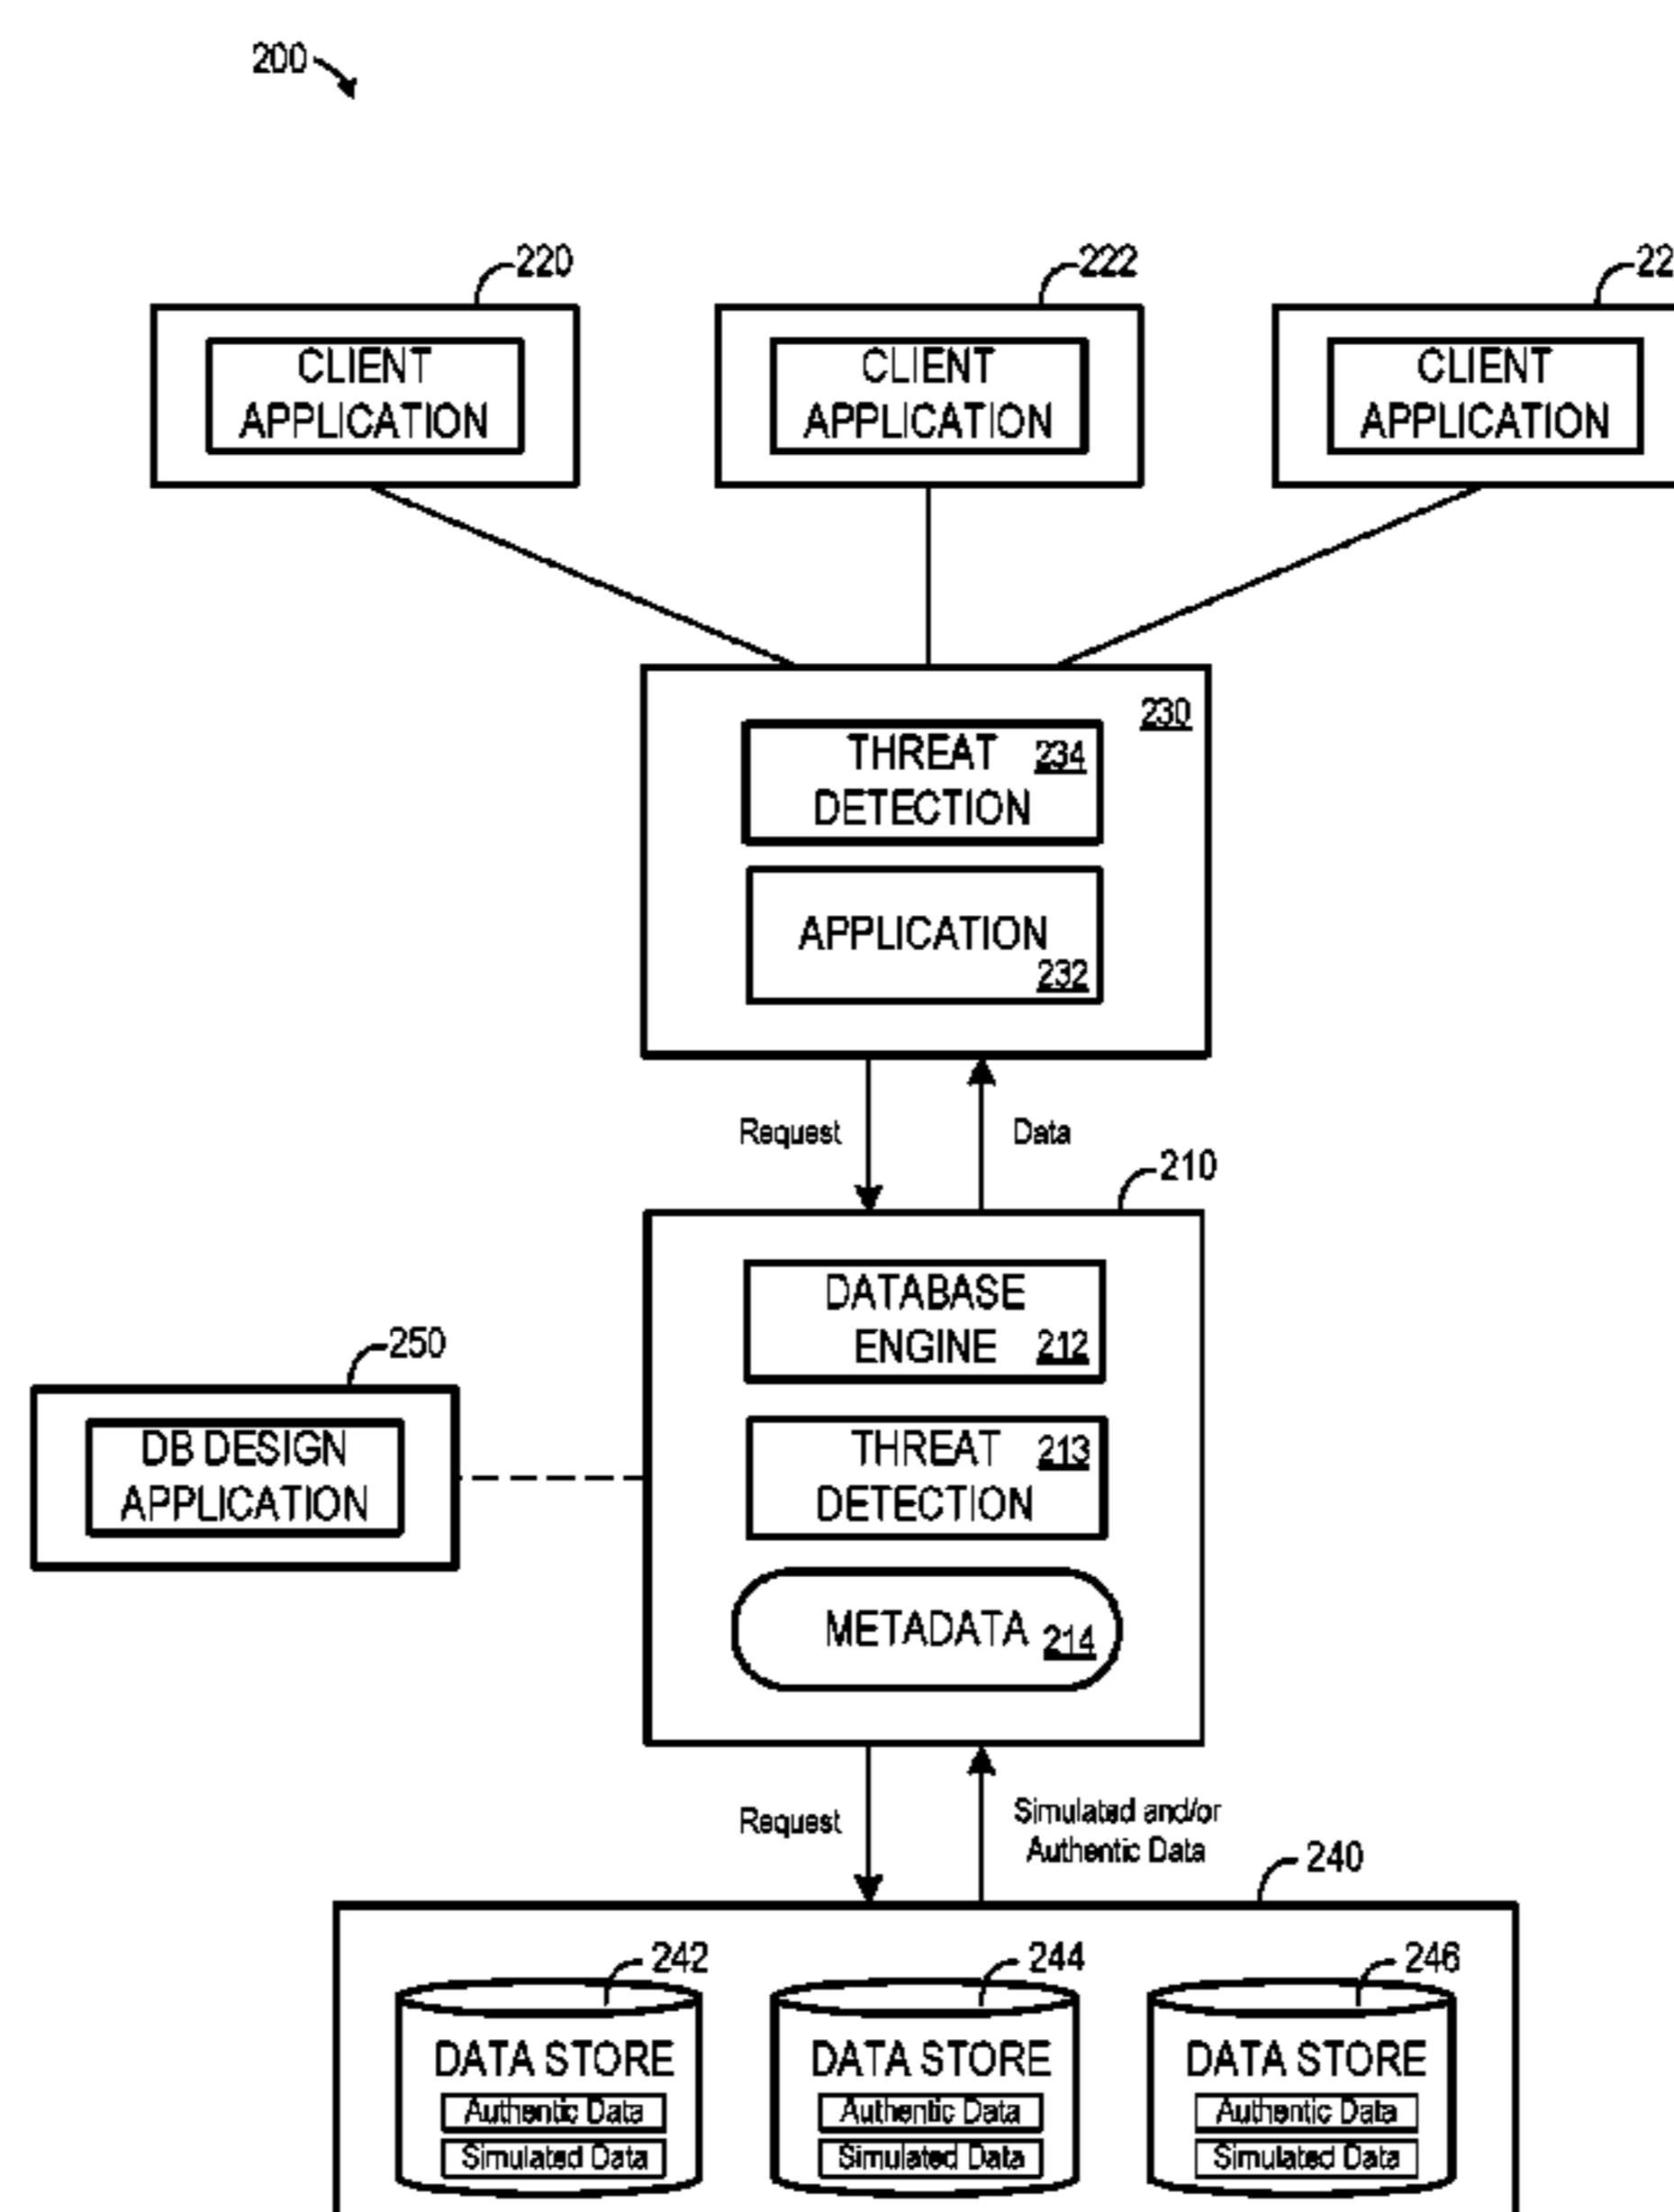 200
220
222
22
CLIENT
APPLICATION
CLIENT
APPLICATION
CLIENT
APPLICATION
230
THREAT 234
DETECTION
APPLICATION
232
Request
Data
210
DATABASE
ENGINE 212
250
DB DESIGN
APPLICATION
THREAT 213
DETECTION
METADATA 214
Request
Simulated and/or
Authentic Data
240
242
244
246
DATA STORE
Authentic Data
Simulated Data
DATA STORE
Authentic Data
Simulated Data
DATA STORE
Authentic Data
Simulated Data